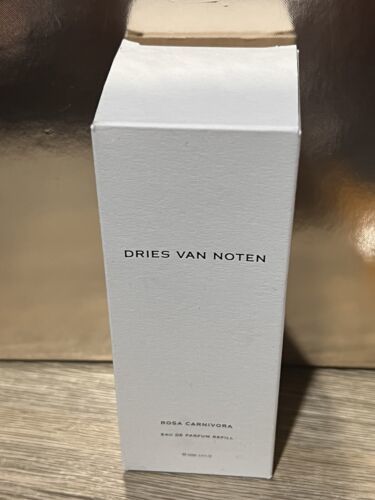 DRIES VAN NOTEN
ROSA CARNIVORA
EAU DE PARFUM REFILL